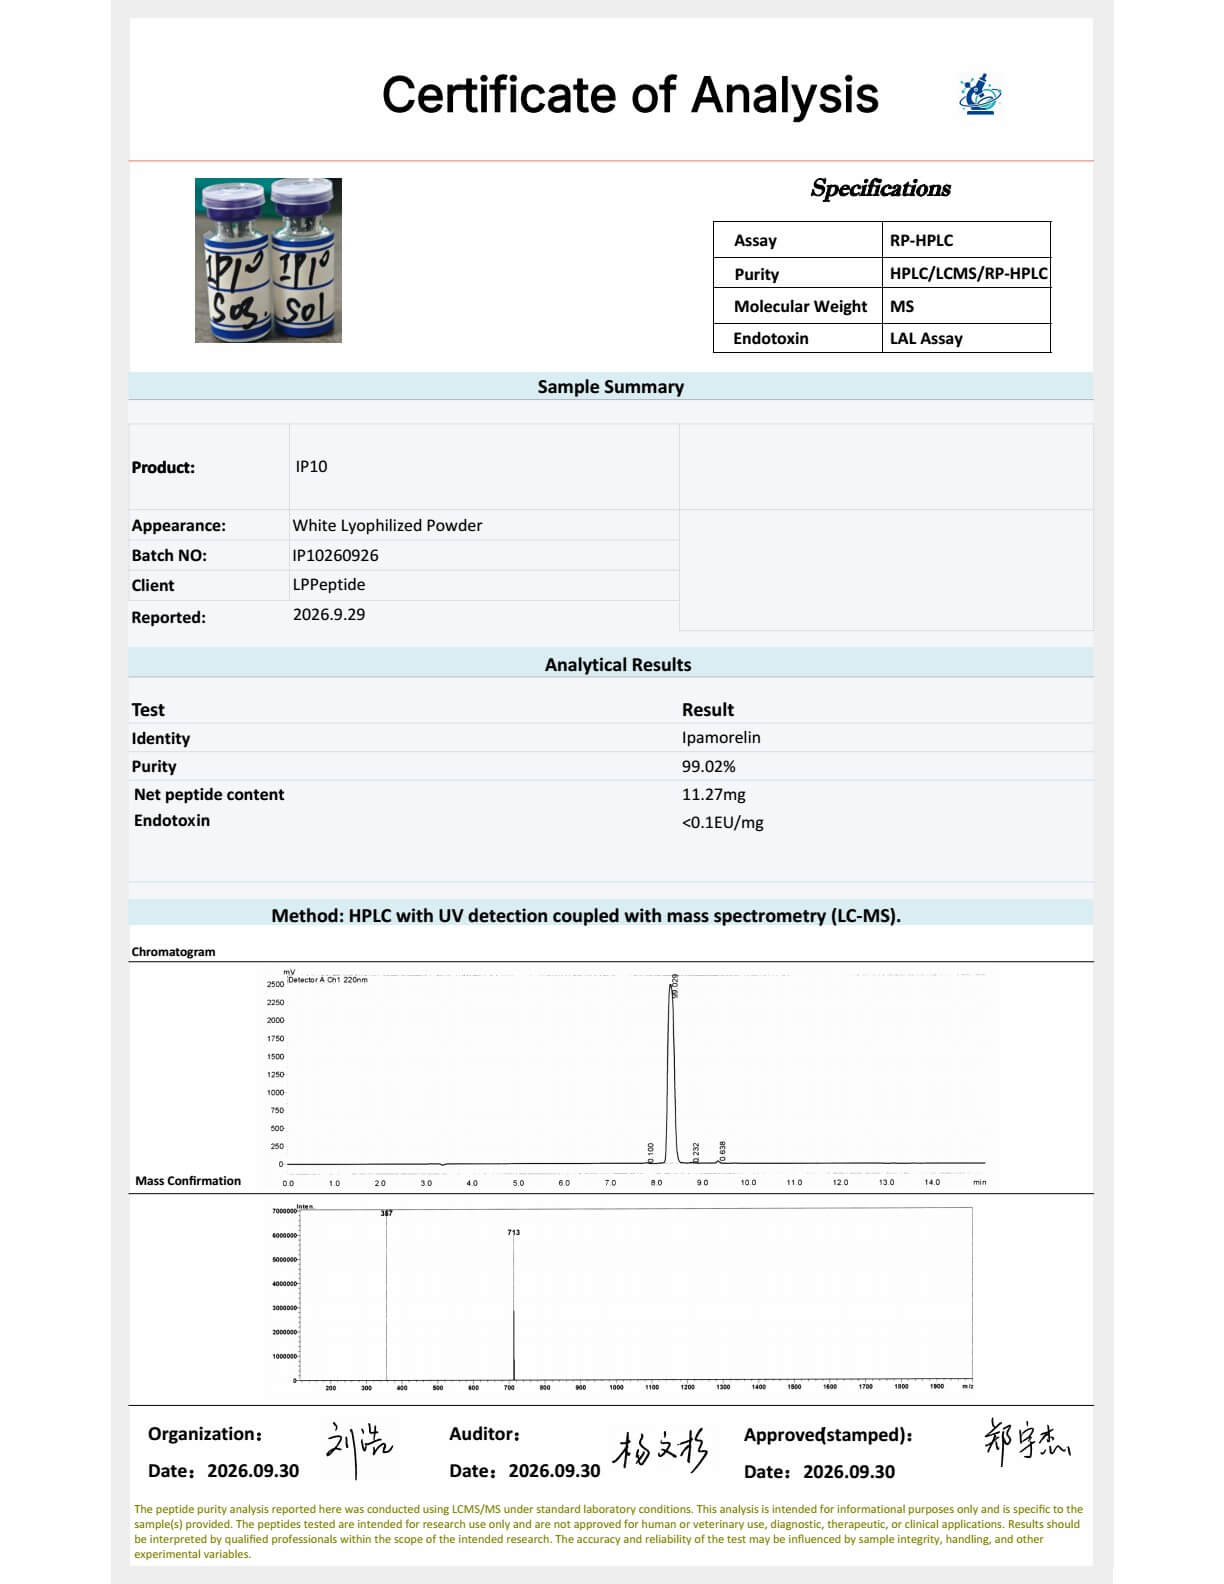 Certificate of Analysis
IP10 IP10
Sos. Sol
Specifications
Assay RP-HPLC
Purity HPLC/LCMS/RP-HPLC
Molecular Weight MS
Endotoxin LAL Assay
Sample Summary
Product: IP10
Appearance: White Lyophilized Powder
Batch NO: IP10260926
Client LPPeptide
Reported: 2026.9.29
Analytical Results
Test Result
Identity Ipamorelin
Purity 99.02%
Net peptide content 11.27mg
Endotoxin <0.1EU/mg
Method: HPLC with UV detection coupled with mass spectrometry (LC-MS).
Chromatogram
mV
Detector A Ch1 220nm
2500
2250
2000
1750
1500
1250
1000
750
500
250
0
99.029
0.100 0.232 0.638
0.0 1.0 2.0 3.0 4.0 5.0 6.0 7.0 8.0 9.0 10.0 11.0 12.0 13.0 14.0 min
Mass Confirmation
Inten.
7000000
6000000
5000000
4000000
3000000
2000000
1000000
0
713
200 300 400 500 600 700 800 900 1000 1100 1200 1300 1400 1500 1600 1700 1800 1900 m/z
Organization： 刘浩 Auditor： 杨文杉 Approved(stamped)： 郑宇杰
Date：2026.09.30 Date：2026.09.30 Date：2026.09.30
The peptide purity analysis reported here was conducted using LCMS/MS under standard laboratory conditions. This analysis is intended for informational purposes only and is specific to the
sample(s) provided. The peptides tested are intended for research use only and are not approved for human or veterinary use, diagnostic, therapeutic, or clinical applications. Results should
be interpreted by qualified professionals within the scope of the intended research. The accuracy and reliability of the test may be influenced by sample integrity, handling, and other
experimental variables.